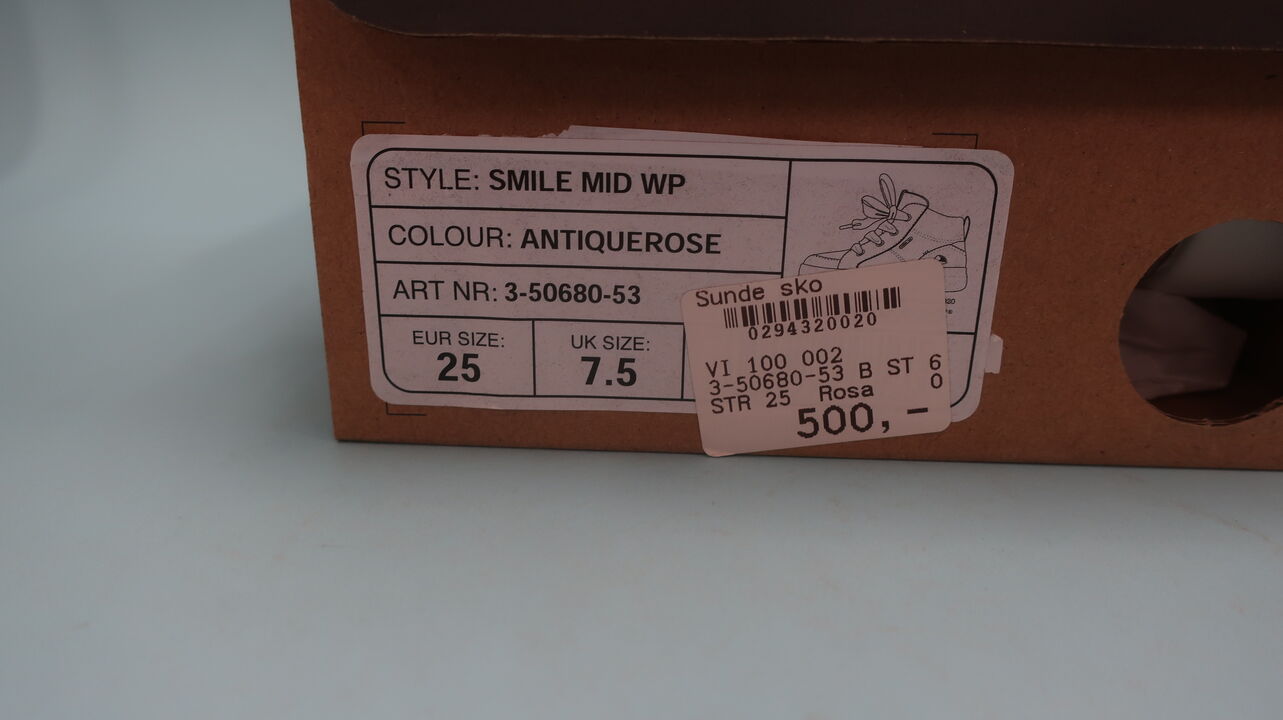 STYLE: SMILE MID WP
COLOUR: ANTIQUEROSE
ART NR: 3-50680-53
EUR SIZE:
25
UK SIZE:
7.5
Sunde sko
0294320020
VI 100 002
3-50680-53 B ST 6
STR 25 Rosa 0
500,-